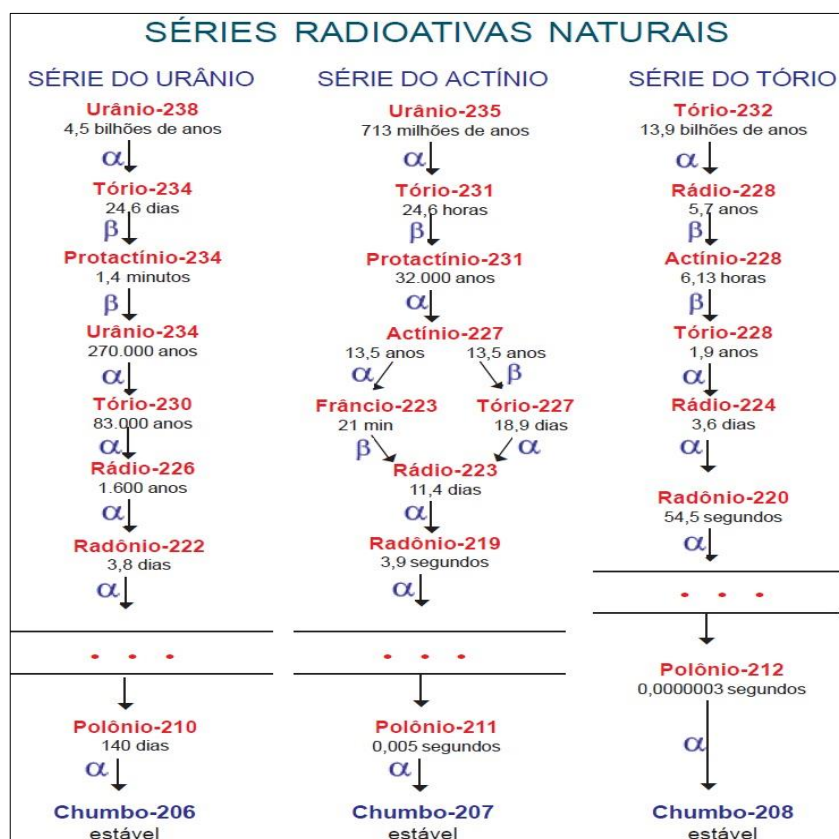 SÉRIES RADIOATIVAS NATURAIS
SÉRIE DO URÂNIO
Urânio-238
4,5 bilhões de anos
α
Tório-234
24,6 dias
β
Protactínio-234
1,4 minutos
β
Urânio-234
270.000 anos
α
Tório-230
83.000 anos
α
Rádio-226
1.600 anos
α
Radônio-222
3,8 dias
α
. . .
Polônio-210
140 dias
α
Chumbo-206
estável
SÉRIE DO ACTÍNIO
Urânio-235
713 milhões de anos
α
Tório-231
24,6 horas
β
Protactínio-231
32.000 anos
α
Actínio-227
13,5 anos 13,5 anos
α β
Frâncio-223 Tório-227
21 min 18,9 dias
β α
Rádio-223
11,4 dias
α
Radônio-219
3,9 segundos
α
. . .
Polônio-211
0,005 segundos
α
Chumbo-207
estável
SÉRIE DO TÓRIO
Tório-232
13,9 bilhões de anos
α
Rádio-228
5,7 anos
β
Actínio-228
6,13 horas
β
Tório-228
1,9 anos
α
Rádio-224
3,6 dias
α
Radônio-220
54,5 segundos
α
. . .
Polônio-212
0,0000003 segundos
α
Chumbo-208
estável